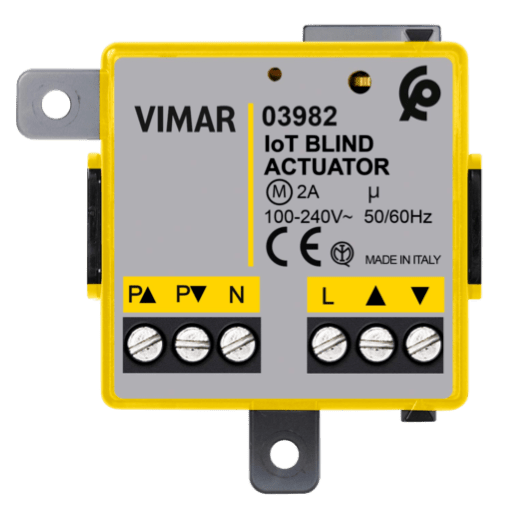 VIMAR
03982
IoT BLIND
ACTUATOR
M 2A µ
100-240V~ 50/60Hz
CE MADE IN ITALY
P▲ P▼ N L ▲ ▼